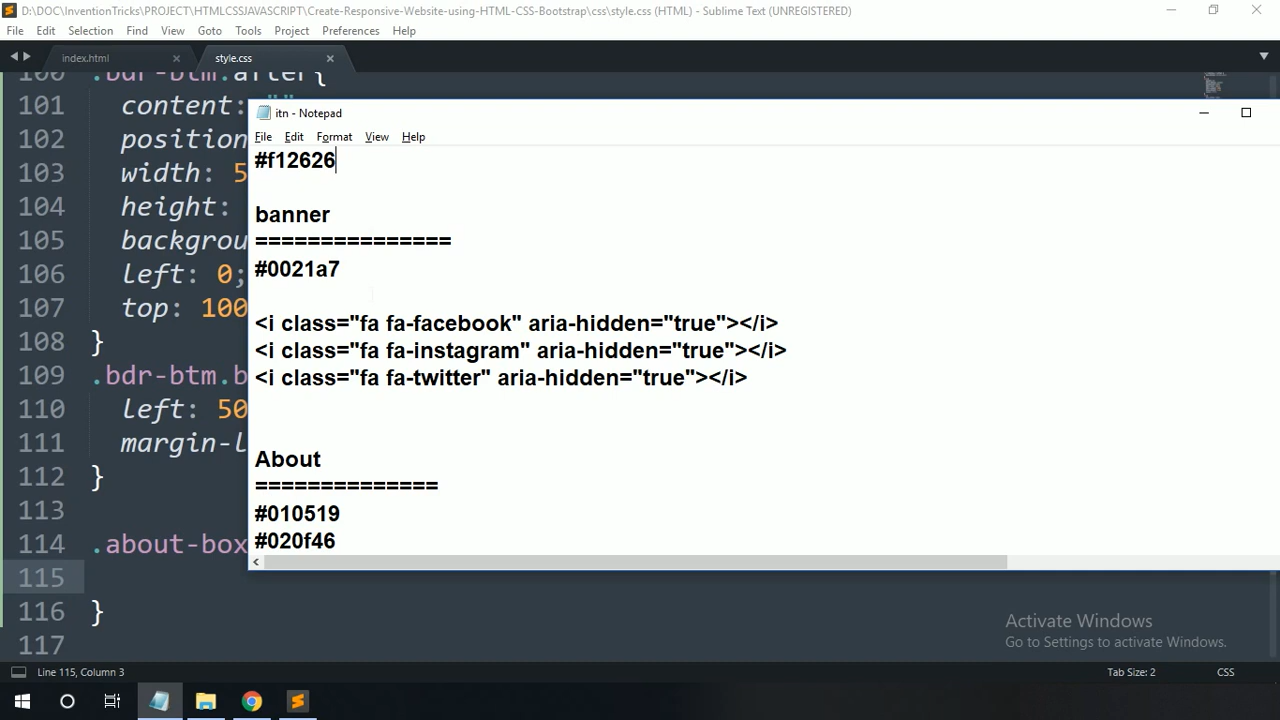 D:\DOC\InventionTricks\PROJECT\HTMLCSSJAVASCRIPT\Create-Responsive-Website-using-HTML-CSS-Bootstrap\css\style.css (HTML) - Sublime Text (UNREGISTERED)
File Edit Selection Find View Goto Tools Project Preferences Help
index.html × style.css ×
100 .bdr-btm:after{
101 content: ""
102 position
103 width: 5
104 height:
105 backgrou
106 left: 0;
107 top: 100
108 }
109 .bdr-btm.b
110 left: 50
111 margin-l
112 }
113
114 .about-box
115
116 }
117
itn - Notepad
File Edit Format View Help
#f12626
banner
===============
#0021a7
<i class="fa fa-facebook" aria-hidden="true"></i>
<i class="fa fa-instagram" aria-hidden="true"></i>
<i class="fa fa-twitter" aria-hidden="true"></i>
About
==============
#010519
#020f46
Activate Windows
Go to Settings to activate Windows.
Line 115, Column 3 Tab Size: 2 CSS